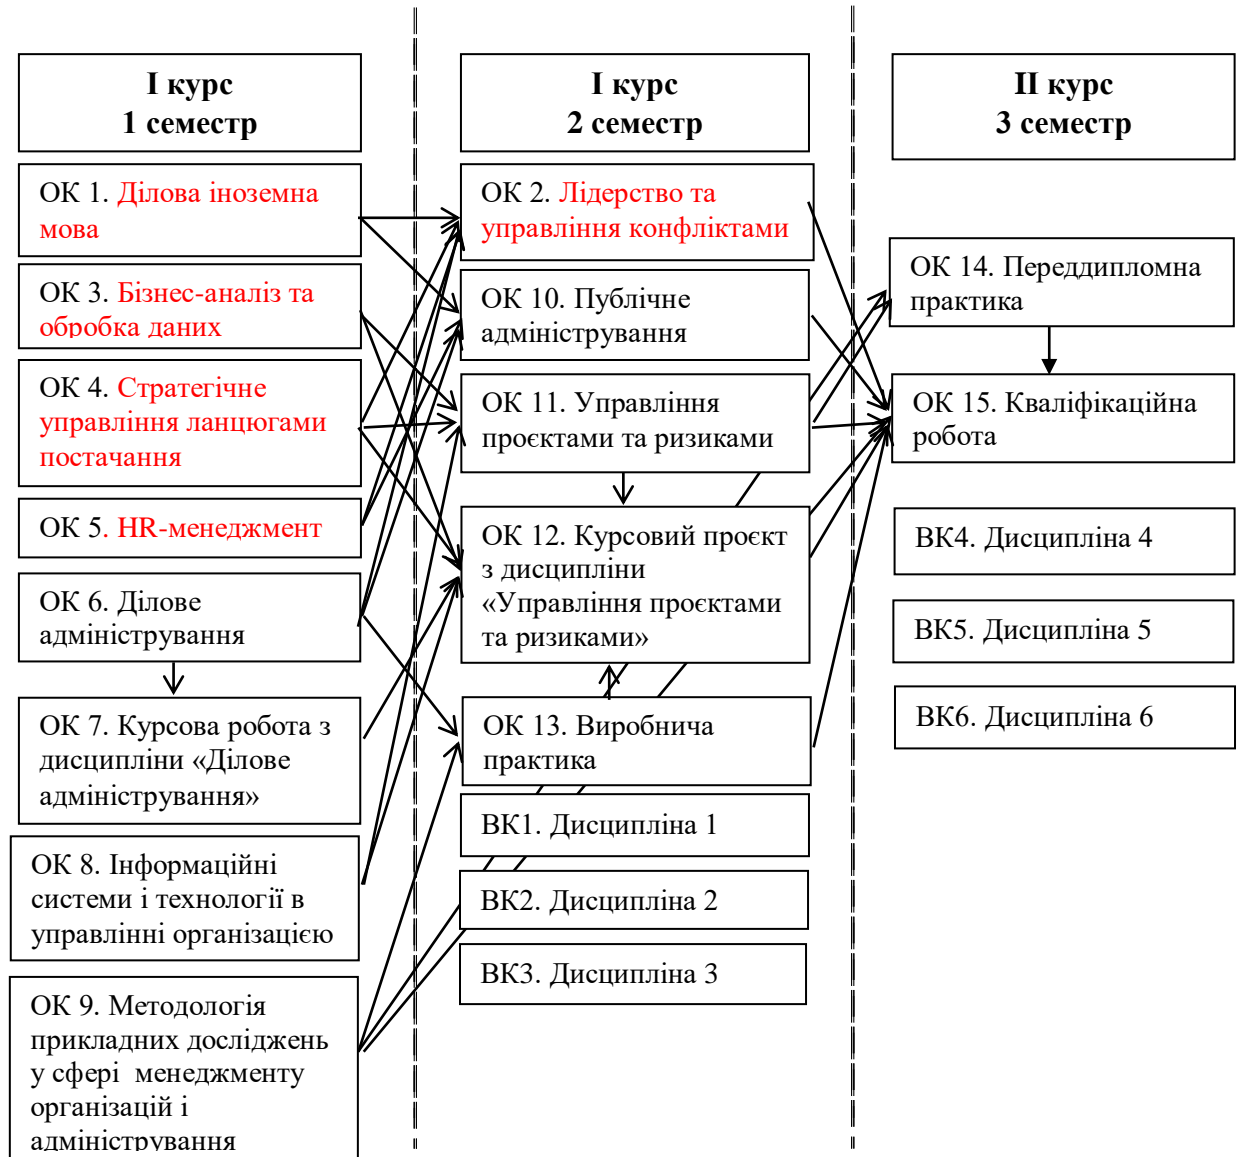 І курс
1 семестр
ОК 1. Ділова іноземна
мова
ОК 3. Бізнес-аналіз та
обробка даних
ОК 4. Стратегічне
управління ланцюгами
постачання
ОК 5. HR-менеджмент
ОК 6. Ділове
адміністрування
ОК 7. Курсова робота з
дисципліни «Ділове
адміністрування»
ОК 8. Інформаційні
системи і технології в
управлінні організацією
ОК 9. Методологія
прикладних досліджень
у сфері менеджменту
організацій і
адміністрування
І курс
2 семестр
ОК 2. Лідерство та
управління конфліктами
ОК 10. Публічне
адміністрування
ОК 11. Управління
проєктами та ризиками
ОК 12. Курсовий проєкт
з дисципліни
«Управління проєктами
та ризиками»
ОК 13. Виробнича
практика
ВК1. Дисципліна 1
ВК2. Дисципліна 2
ВК3. Дисципліна 3
ІІ курс
3 семестр
ОК 14. Переддипломна
практика
ОК 15. Кваліфікаційна
робота
ВК4. Дисципліна 4
ВК5. Дисципліна 5
ВК6. Дисципліна 6